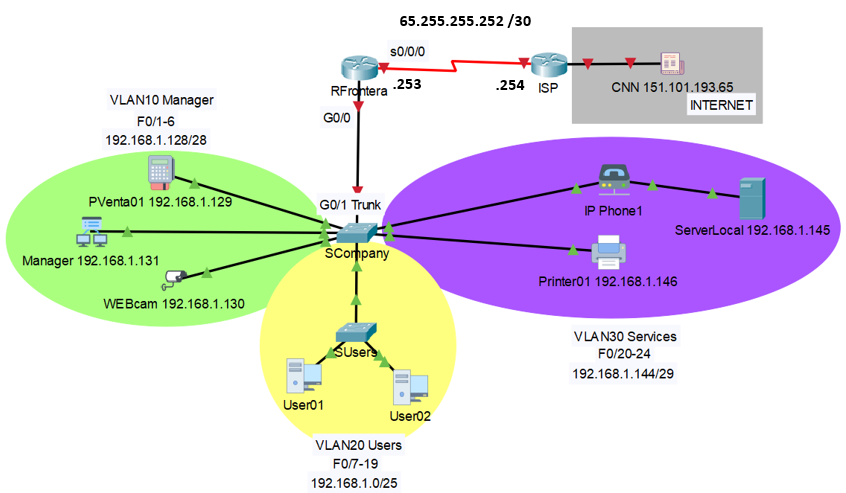 65.255.255.252 /30
s0/0/0
RFrontera
.253
.254
ISP
CNN 151.101.193.65
INTERNET
G0/0
VLAN10 Manager
F0/1-6
192.168.1.128/28
PVenta01 192.168.1.129
Manager 192.168.1.131
WEBcam 192.168.1.130
G0/1 Trunk
SCompany
IP Phone1
ServerLocal 192.168.1.145
Printer01 192.168.1.146
VLAN30 Services
F0/20-24
192.168.1.144/29
SUsers
User01
User02
VLAN20 Users
F0/7-19
192.168.1.0/25